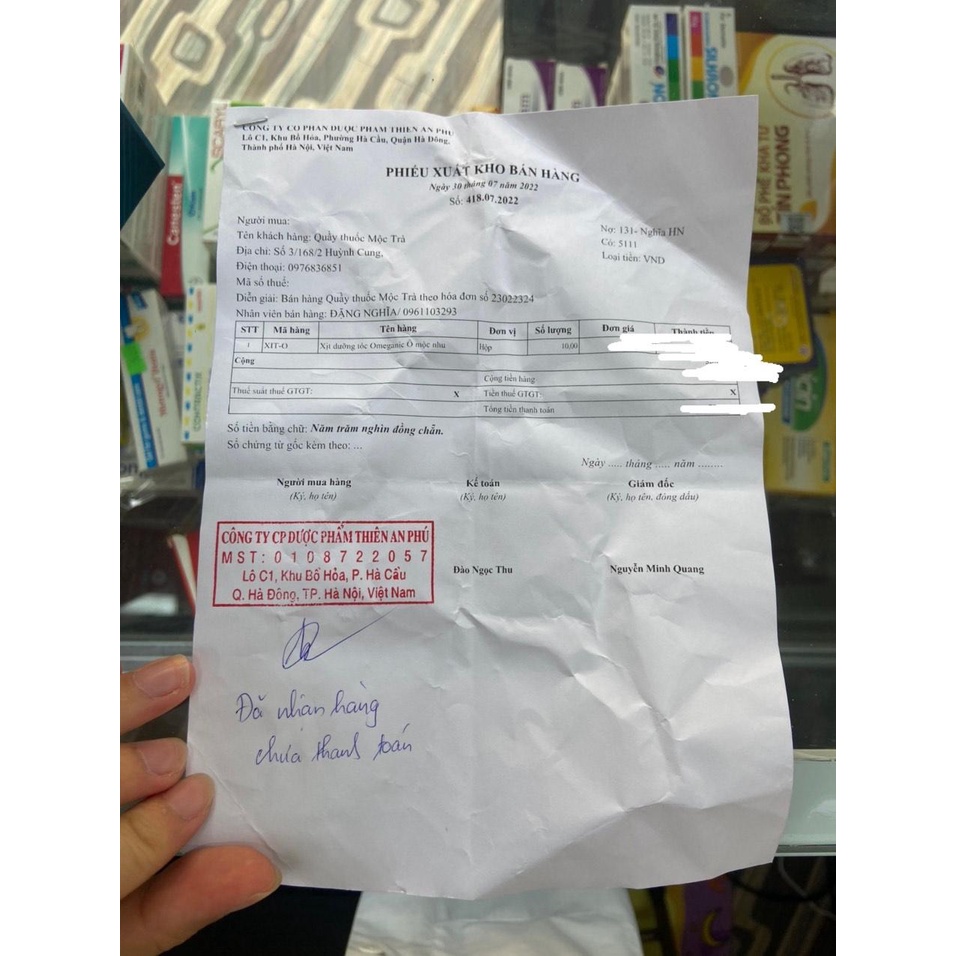 CÔNG TY CỔ PHẦN DƯỢC PHẨM THIÊN AN PHÚ
Lô C1, Khu Bồ Hỏa, Phường Hà Cầu, Quận Hà Đông,
Thành phố Hà Nội, Việt Nam
PHIẾU XUẤT KHO BÁN HÀNG
Ngày 30 tháng 07 năm 2022
Số: 418.07.2022
Người mua:
Tên khách hàng: Quầy thuốc Mộc Trà
Địa chỉ: Số 3/168/2 Huỳnh Cung,
Điện thoại: 0976836851
Mã số thuế:
Nợ: 131- Nghĩa HN
Có: 5111
Loại tiền: VND
Diễn giải: Bán hàng Quầy thuốc Mộc Trà theo hóa đơn số 23022324
Nhân viên bán hàng: ĐẶNG NGHĨA/ 0961103293
STT Mã hàng Tên hàng Đơn vị Số lượng Đơn giá Thành tiền
1 XIT-O Xịt dưỡng tóc Omeganic Ô mộc nhu Hộp 10,00
Cộng
Cộng tiền hàng
Thuế suát thuế GTGT: X Tiền thuế GTGT: X
Tổng tiền thanh toán
Số tiền bằng chữ: Năm trăm nghìn đồng chẵn.
Số chứng từ gốc kèm theo: ...
Ngày ..... tháng ..... năm ........
Người mua hàng Kế toán Giám đốc
(Ký, họ tên) (Ký, họ tên) (Ký, họ tên, đóng dấu)
CÔNG TY CP DƯỢC PHẨM THIÊN AN PHÚ
MST: 0108722057
Lô C1, Khu Bồ Hỏa, P. Hà Cầu
Q. Hà Đông, TP. Hà Nội, Việt Nam
Đào Ngọc Thu Nguyễn Minh Quang
Đã nhận hàng
chưa thanh toán
Canesten
BỔ PHẾ KHA TỬ